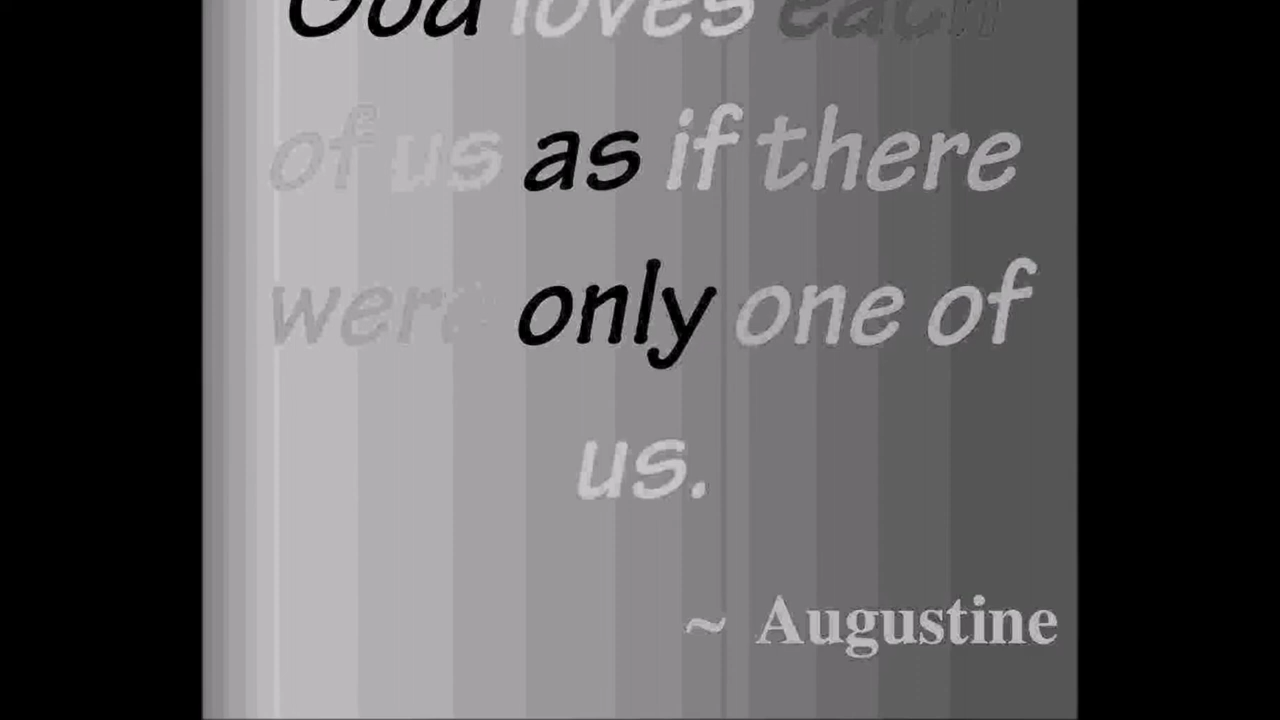 God loves each
of us as if there
were only one of
us.
~ Augustine